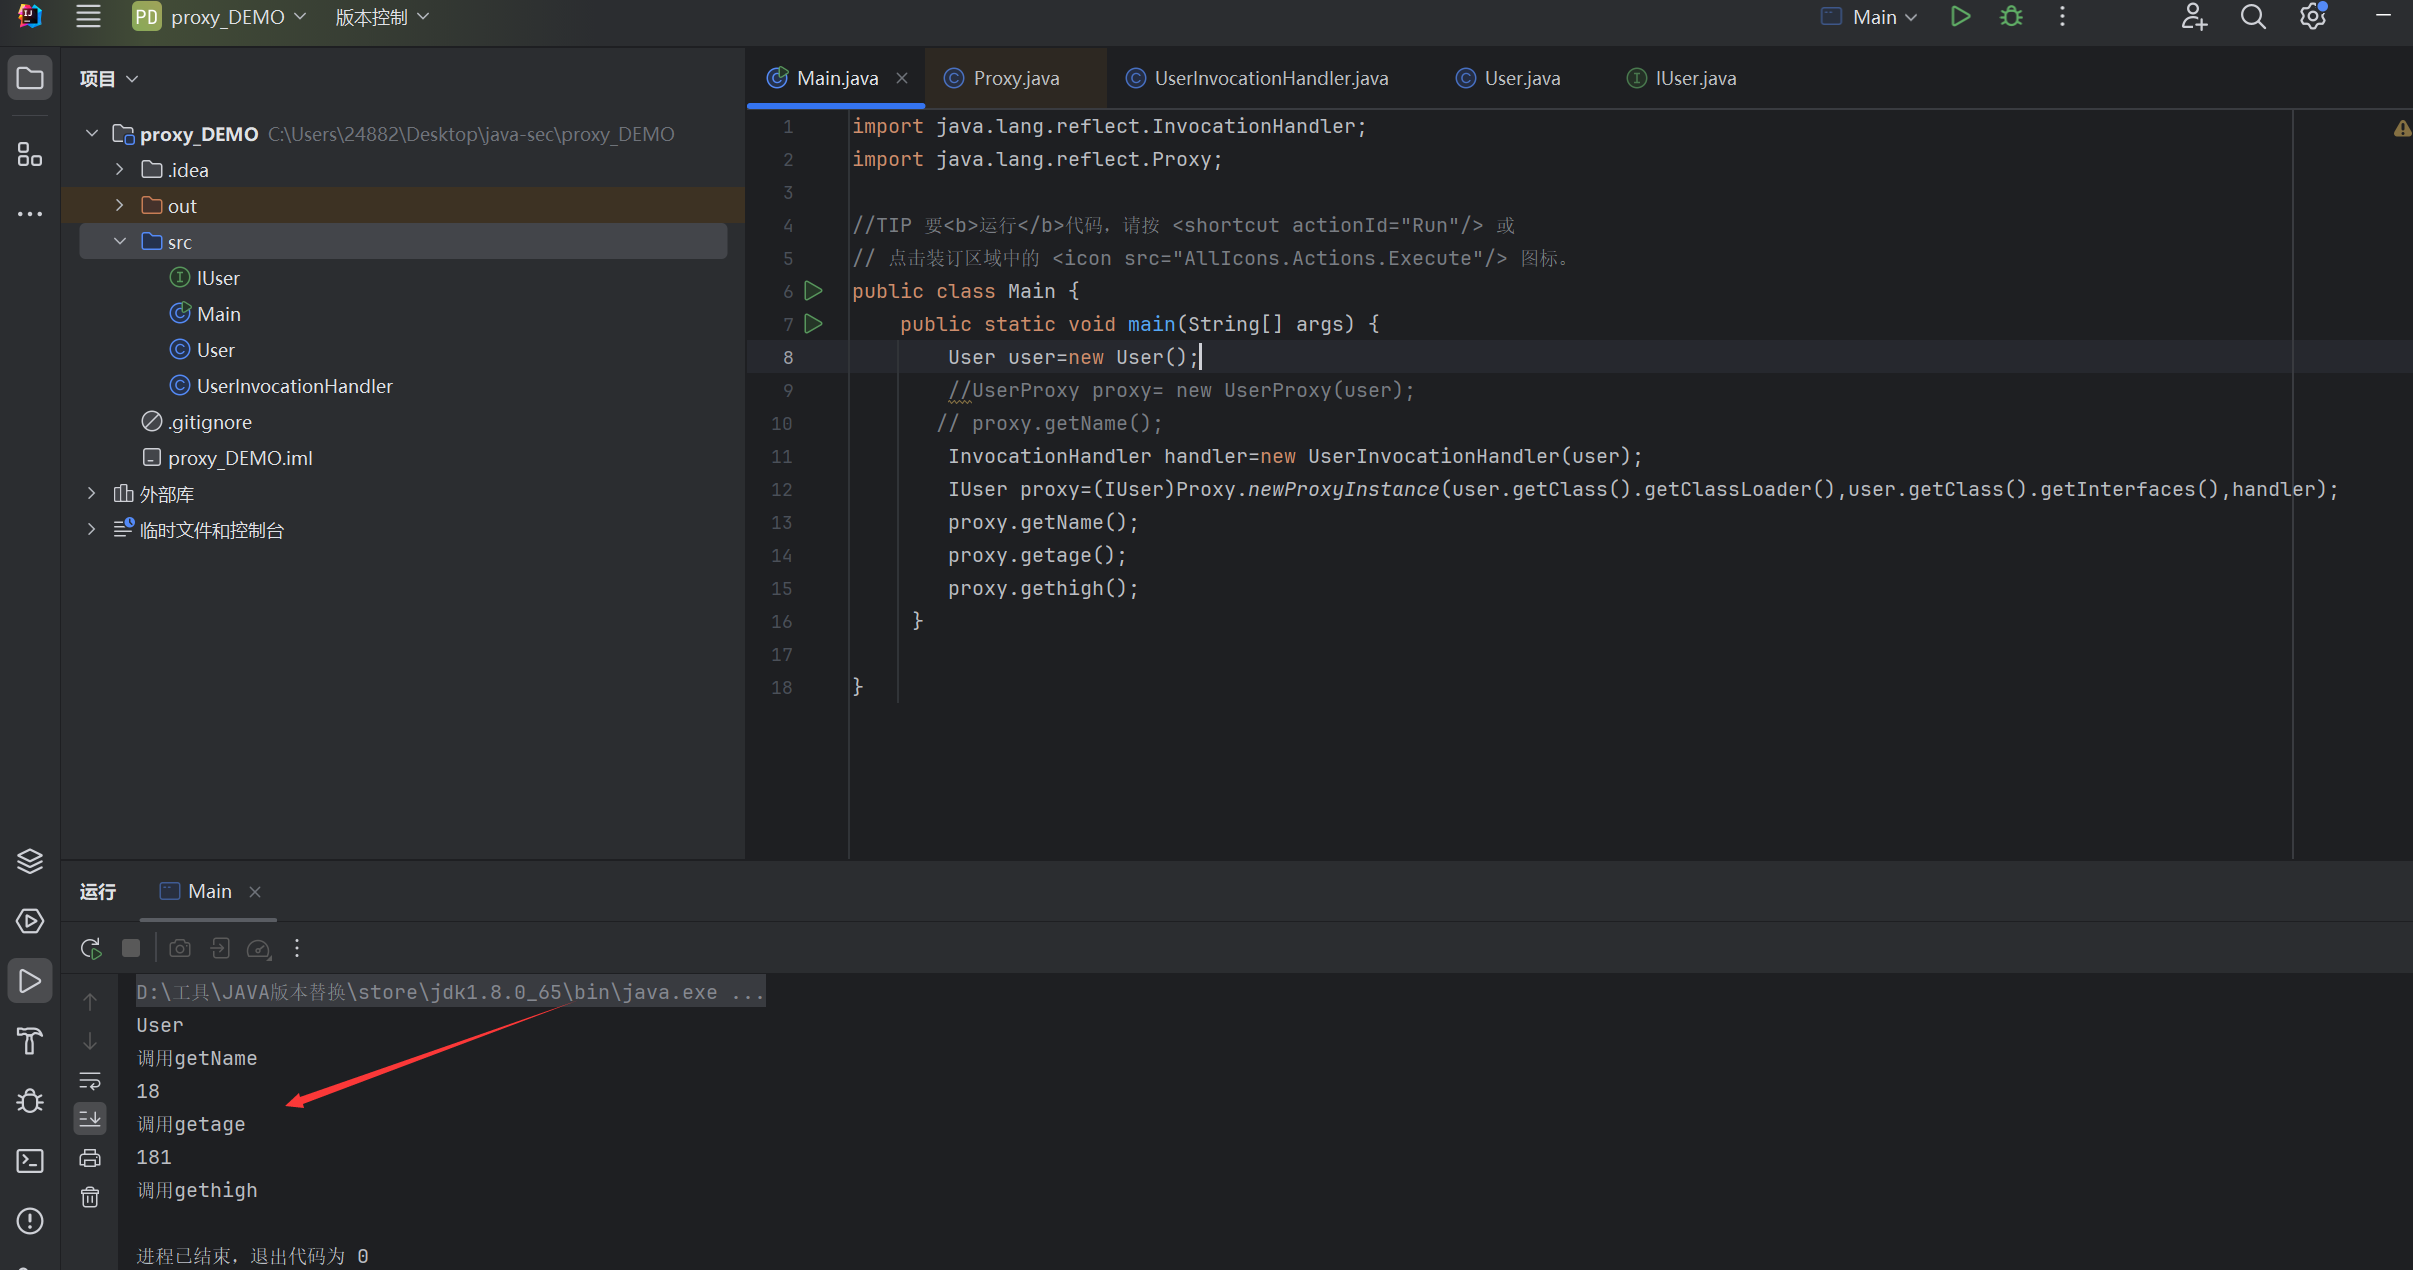 PD proxy_DEMO 版本控制 Main
项目
Main.java Proxy.java UserInvocationHandler.java User.java IUser.java
proxy_DEMO C:\Users\24882\Desktop\java-sec\proxy_DEMO
.idea
out
src
IUser
Main
User
UserInvocationHandler
.gitignore
proxy_DEMO.iml
外部库
临时文件和控制台
1 import java.lang.reflect.InvocationHandler;
2 import java.lang.reflect.Proxy;
3
4 //TIP 要<b>运行</b>代码，请按 <shortcut actionId="Run"/> 或
5 // 点击装订区域中的 <icon src="AllIcons.Actions.Execute"/> 图标。
6 public class Main {
7 public static void main(String[] args) {
8 User user=new User();
9 //UserProxy proxy= new UserProxy(user);
10 // proxy.getName();
11 InvocationHandler handler=new UserInvocationHandler(user);
12 IUser proxy=(IUser)Proxy.newProxyInstance(user.getClass().getClassLoader(),user.getClass().getInterfaces(),handler);
13 proxy.getName();
14 proxy.getage();
15 proxy.gethigh();
16 }
17
18 }
运行 Main
D:\工具\JAVA版本替换\store\jdk1.8.0_65\bin\java.exe ...
User
调用getName
18
调用getage
181
调用gethigh
进程已结束，退出代码为 0